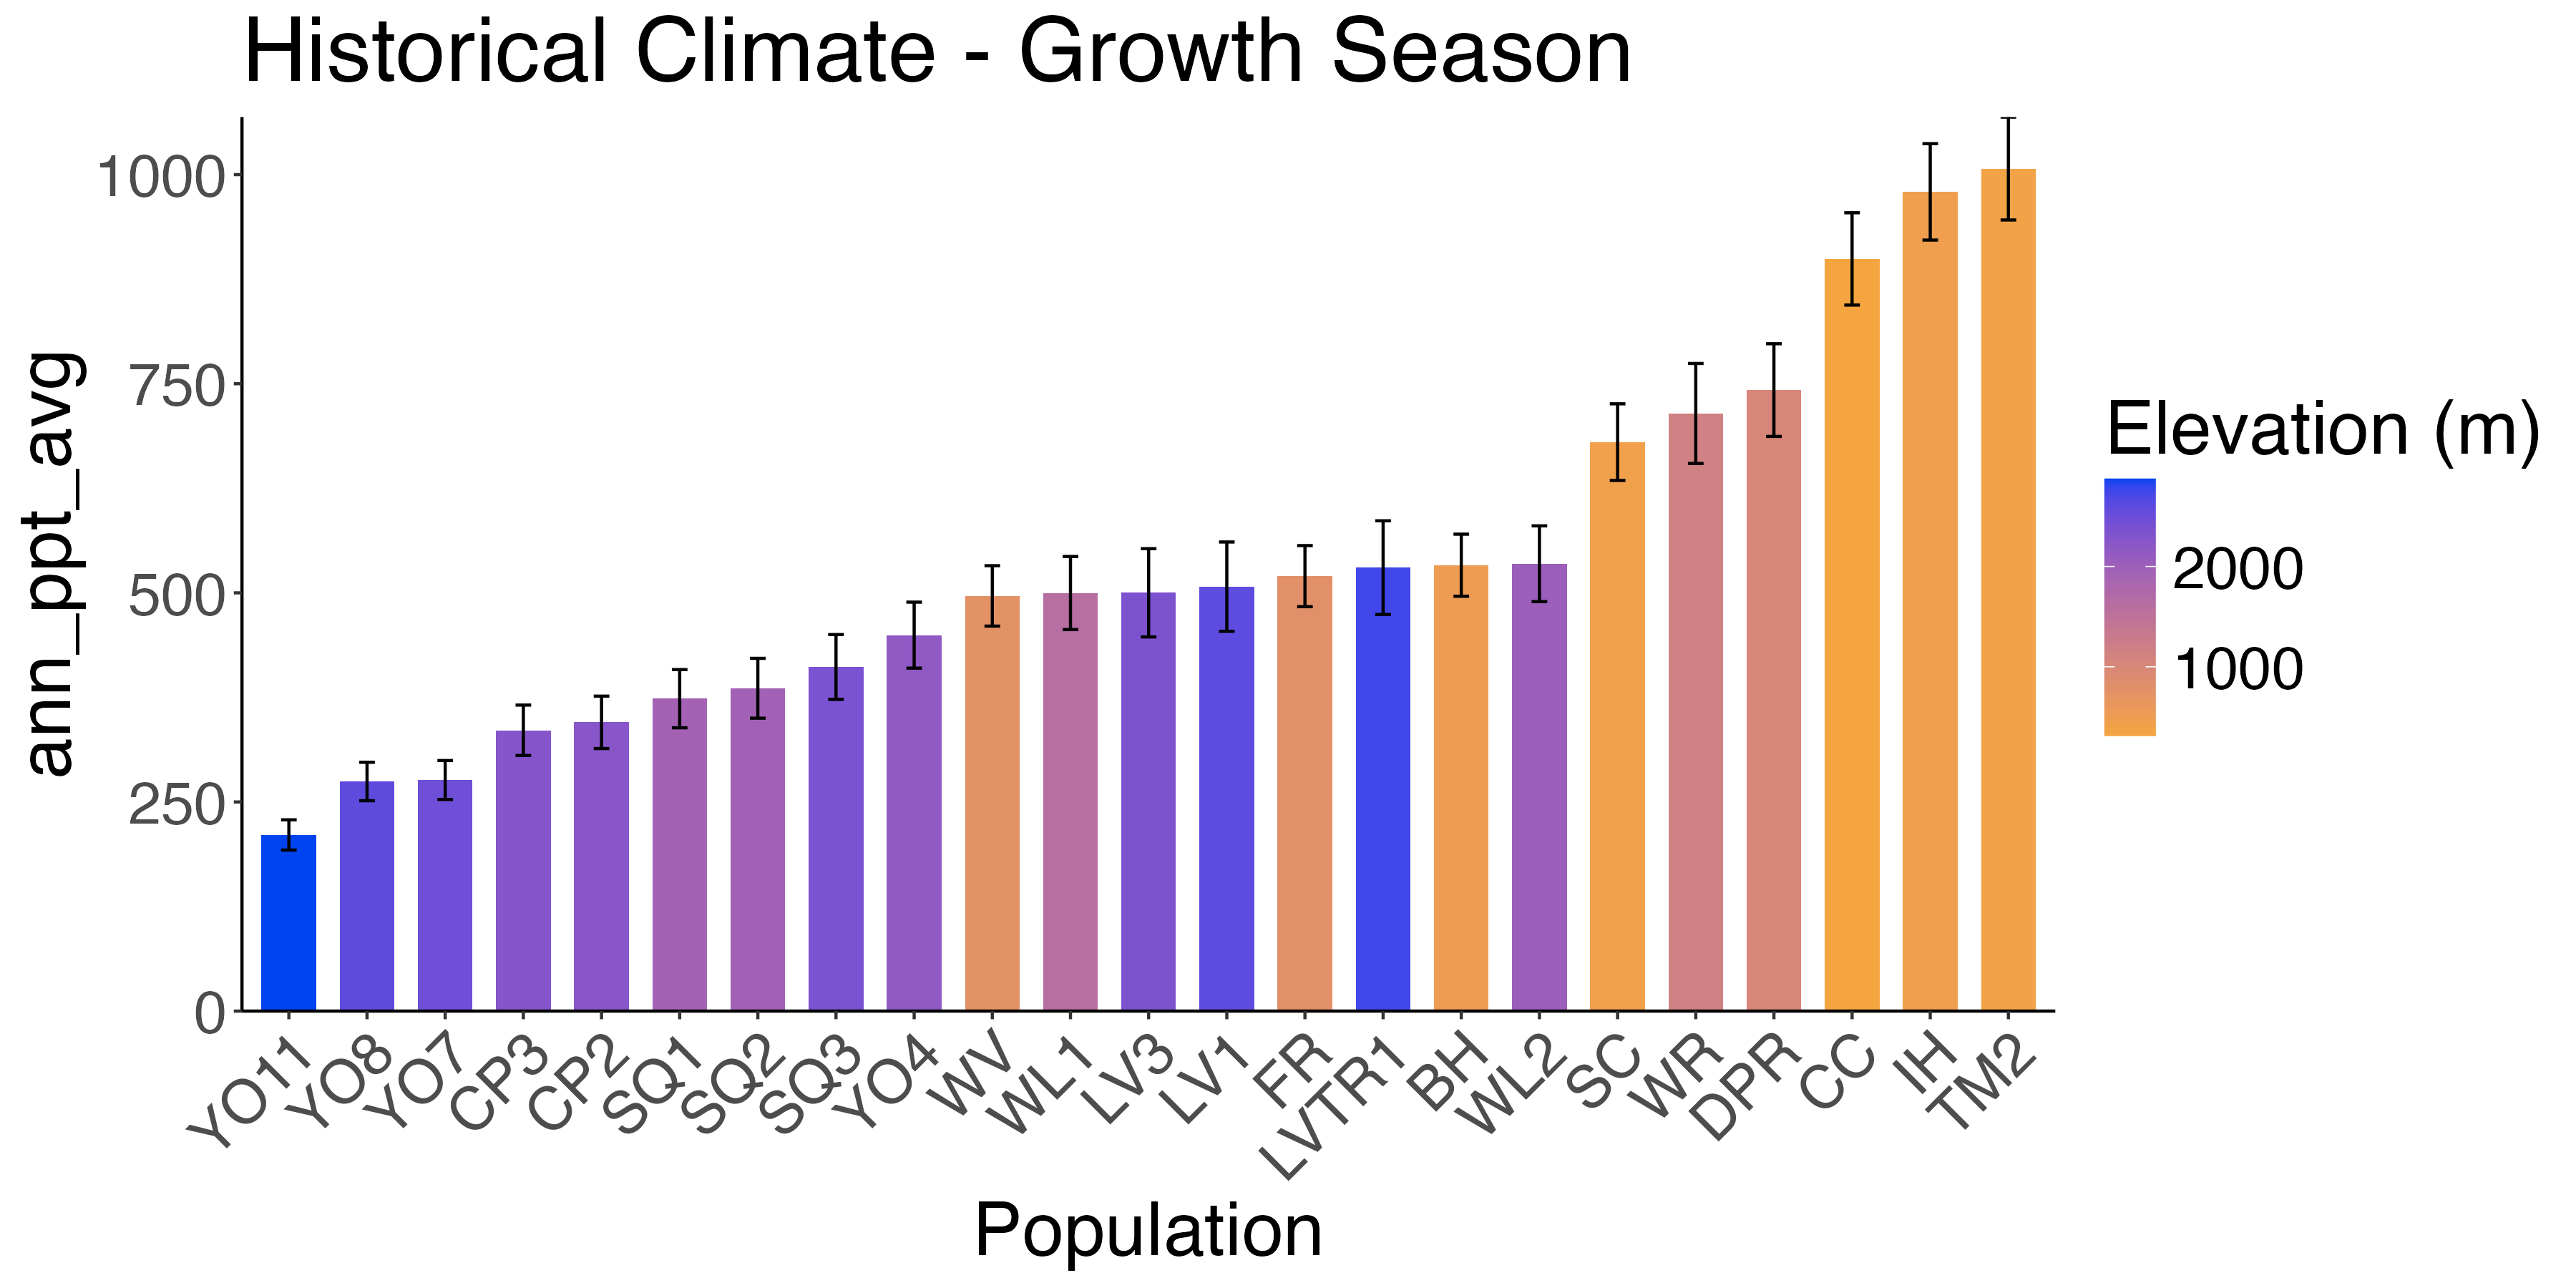 Historical Climate - Growth Season
ann_ppt_avg
1000
750
500
250
0
YO11 YO8 YO7 CP3 CP2 SQ1 SQ2 SQ3 YO4 WV WL1 LV3 LV1 FR LVTR1 BH WL2 SC WR DPR CC IH TM2
Population
Elevation (m)
2000
1000